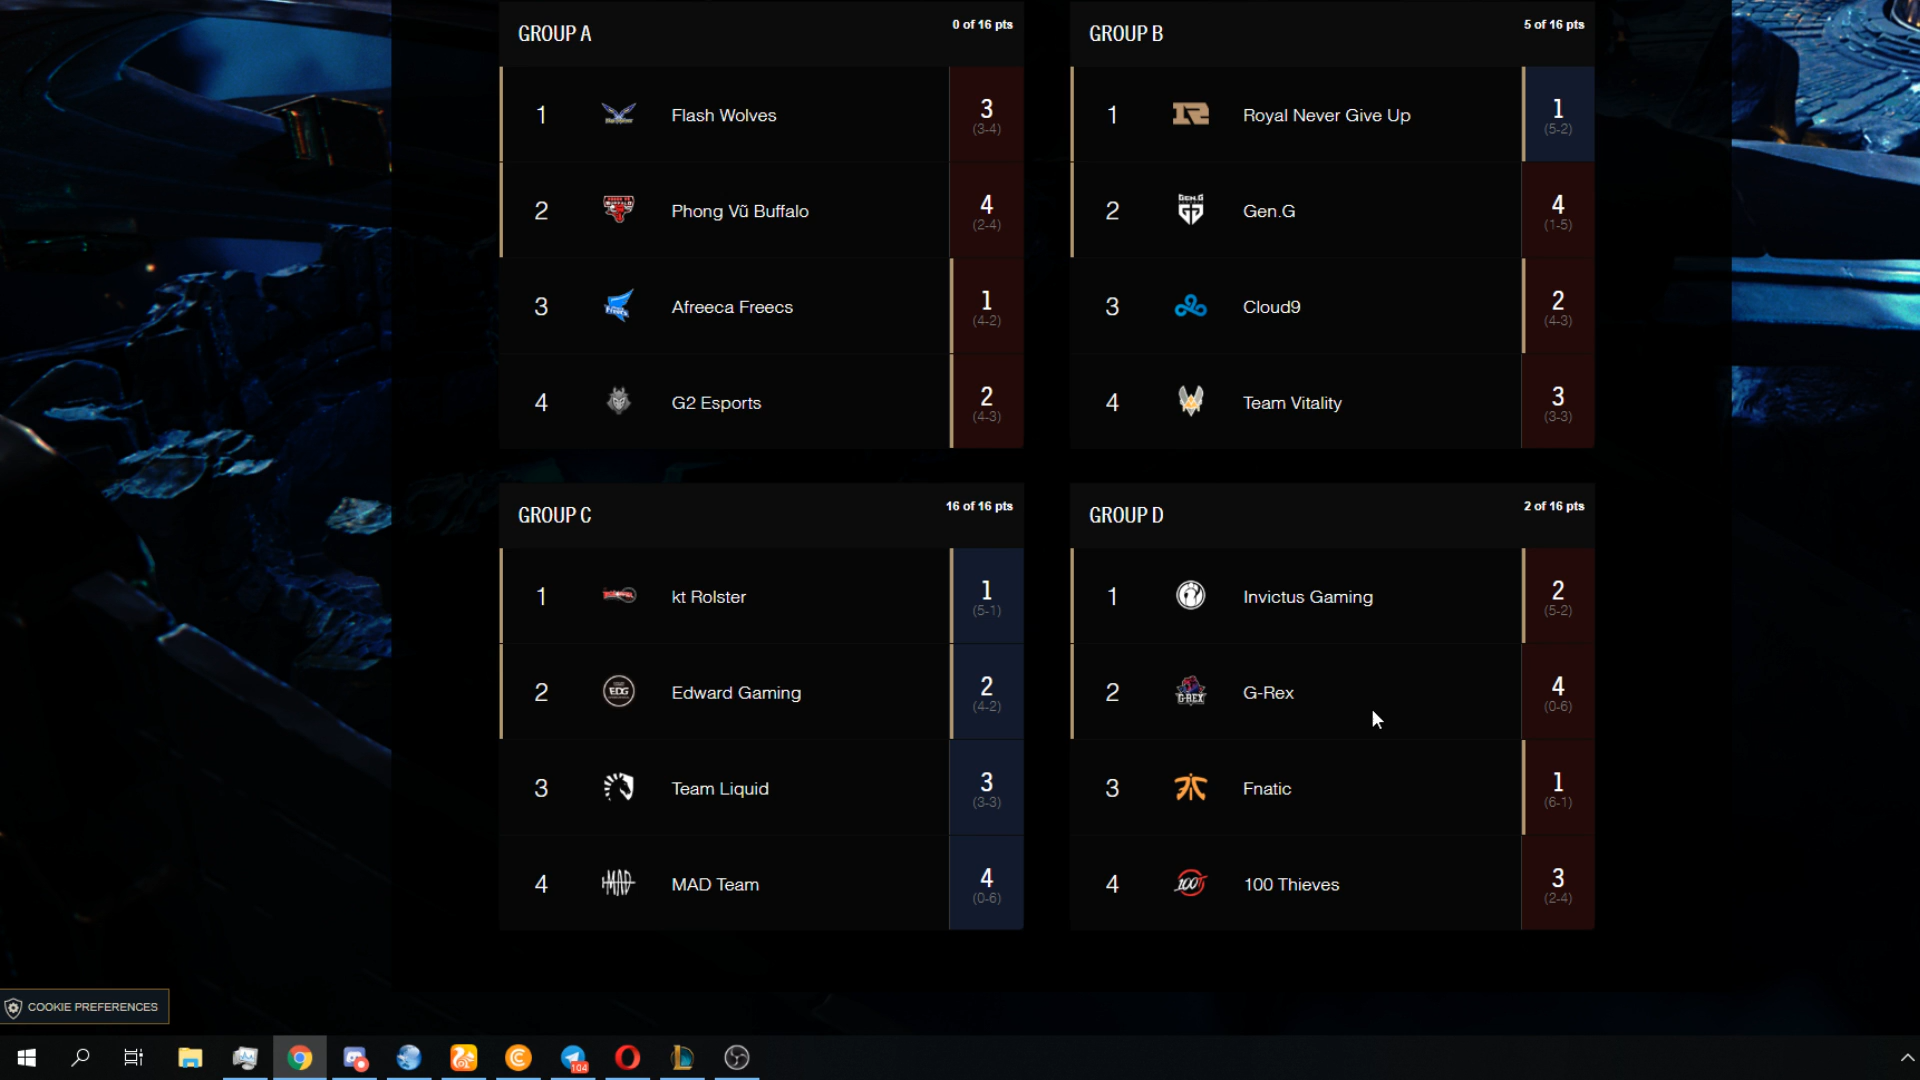 GROUP A
0 of 16 pts
1
Flash Wolves
3
(3-4)
2
Phong Vũ Buffalo
4
(2-4)
3
Afreeca Freecs
1
(4-2)
4
G2 Esports
2
(4-3)
GROUP B
5 of 16 pts
1
Royal Never Give Up
1
(5-2)
2
GEN.G
Gen.G
4
(1-5)
3
Cloud9
2
(4-3)
4
Team Vitality
3
(3-3)
GROUP C
16 of 16 pts
1
kt Rolster
1
(5-1)
2
EDG
Edward Gaming
2
(4-2)
3
Team Liquid
3
(3-3)
4
MAD
MAD Team
4
(0-6)
GROUP D
2 of 16 pts
1
Invictus Gaming
2
(5-2)
2
G-REX
G-Rex
4
(0-6)
3
Fnatic
1
(6-1)
4
100T
100 Thieves
3
(2-4)
COOKIE PREFERENCES
104